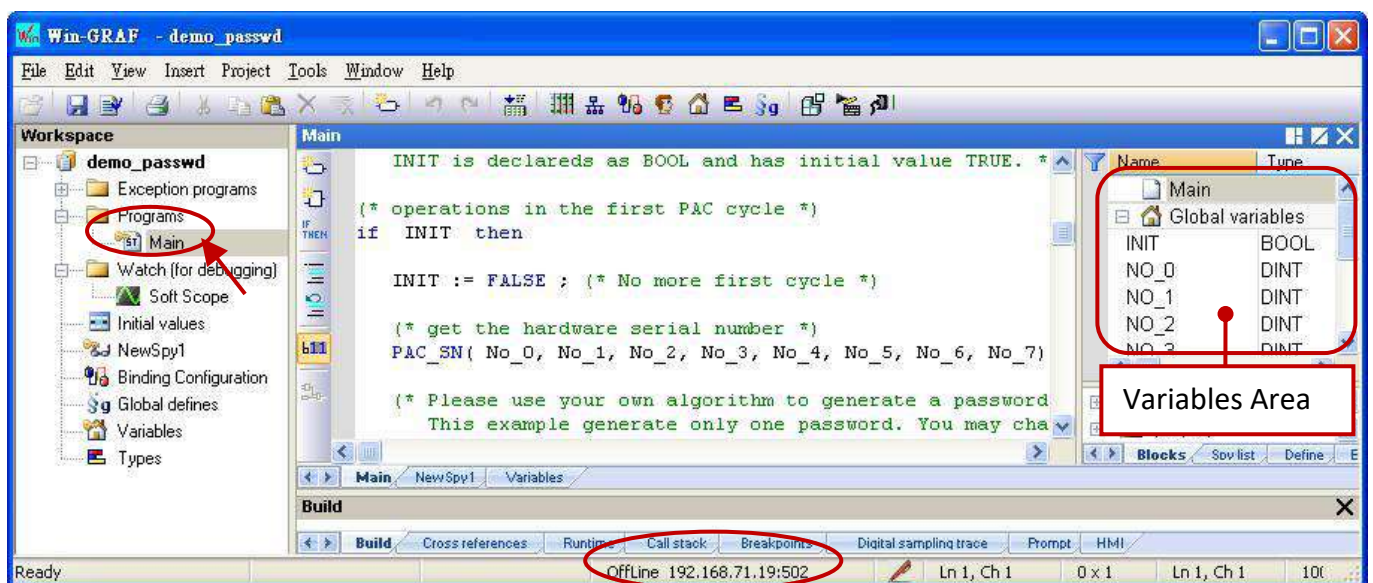 Win-GRAF - demo_passwd
File Edit View Insert Project Tools Window Help
Workspace
demo_passwd
Exception programs
Programs
Main
Watch (for debugging)
Soft Scope
Initial values
NewSpy1
Binding Configuration
Global defines
Variables
Types
Main
INIT is declareds as BOOL and has initial value TRUE. *
(* operations in the first PAC cycle *)
if INIT then
INIT := FALSE ; (* No more first cycle *)
(* get the hardware serial number *)
PAC_SN( No_0, No_1, No_2, No_3, No_4, No_5, No_6, No_7)
(* Please use your own algorithm to generate a password
This example generate only one password. You may cha
IF
THEN
Main NewSpy1 Variables
Name Type
Main
Global variables
INIT BOOL
NO_0 DINT
NO_1 DINT
NO_2 DINT
NO_3 DINT
Variables Area
Blocks Spy list Define E
Build
Build Cross references Runtime Call stack Breakpoints Digital sampling trace Prompt HMI
Ready OffLine 192.168.71.19:502 Ln 1, Ch 1 0 x 1 Ln 1, Ch 1